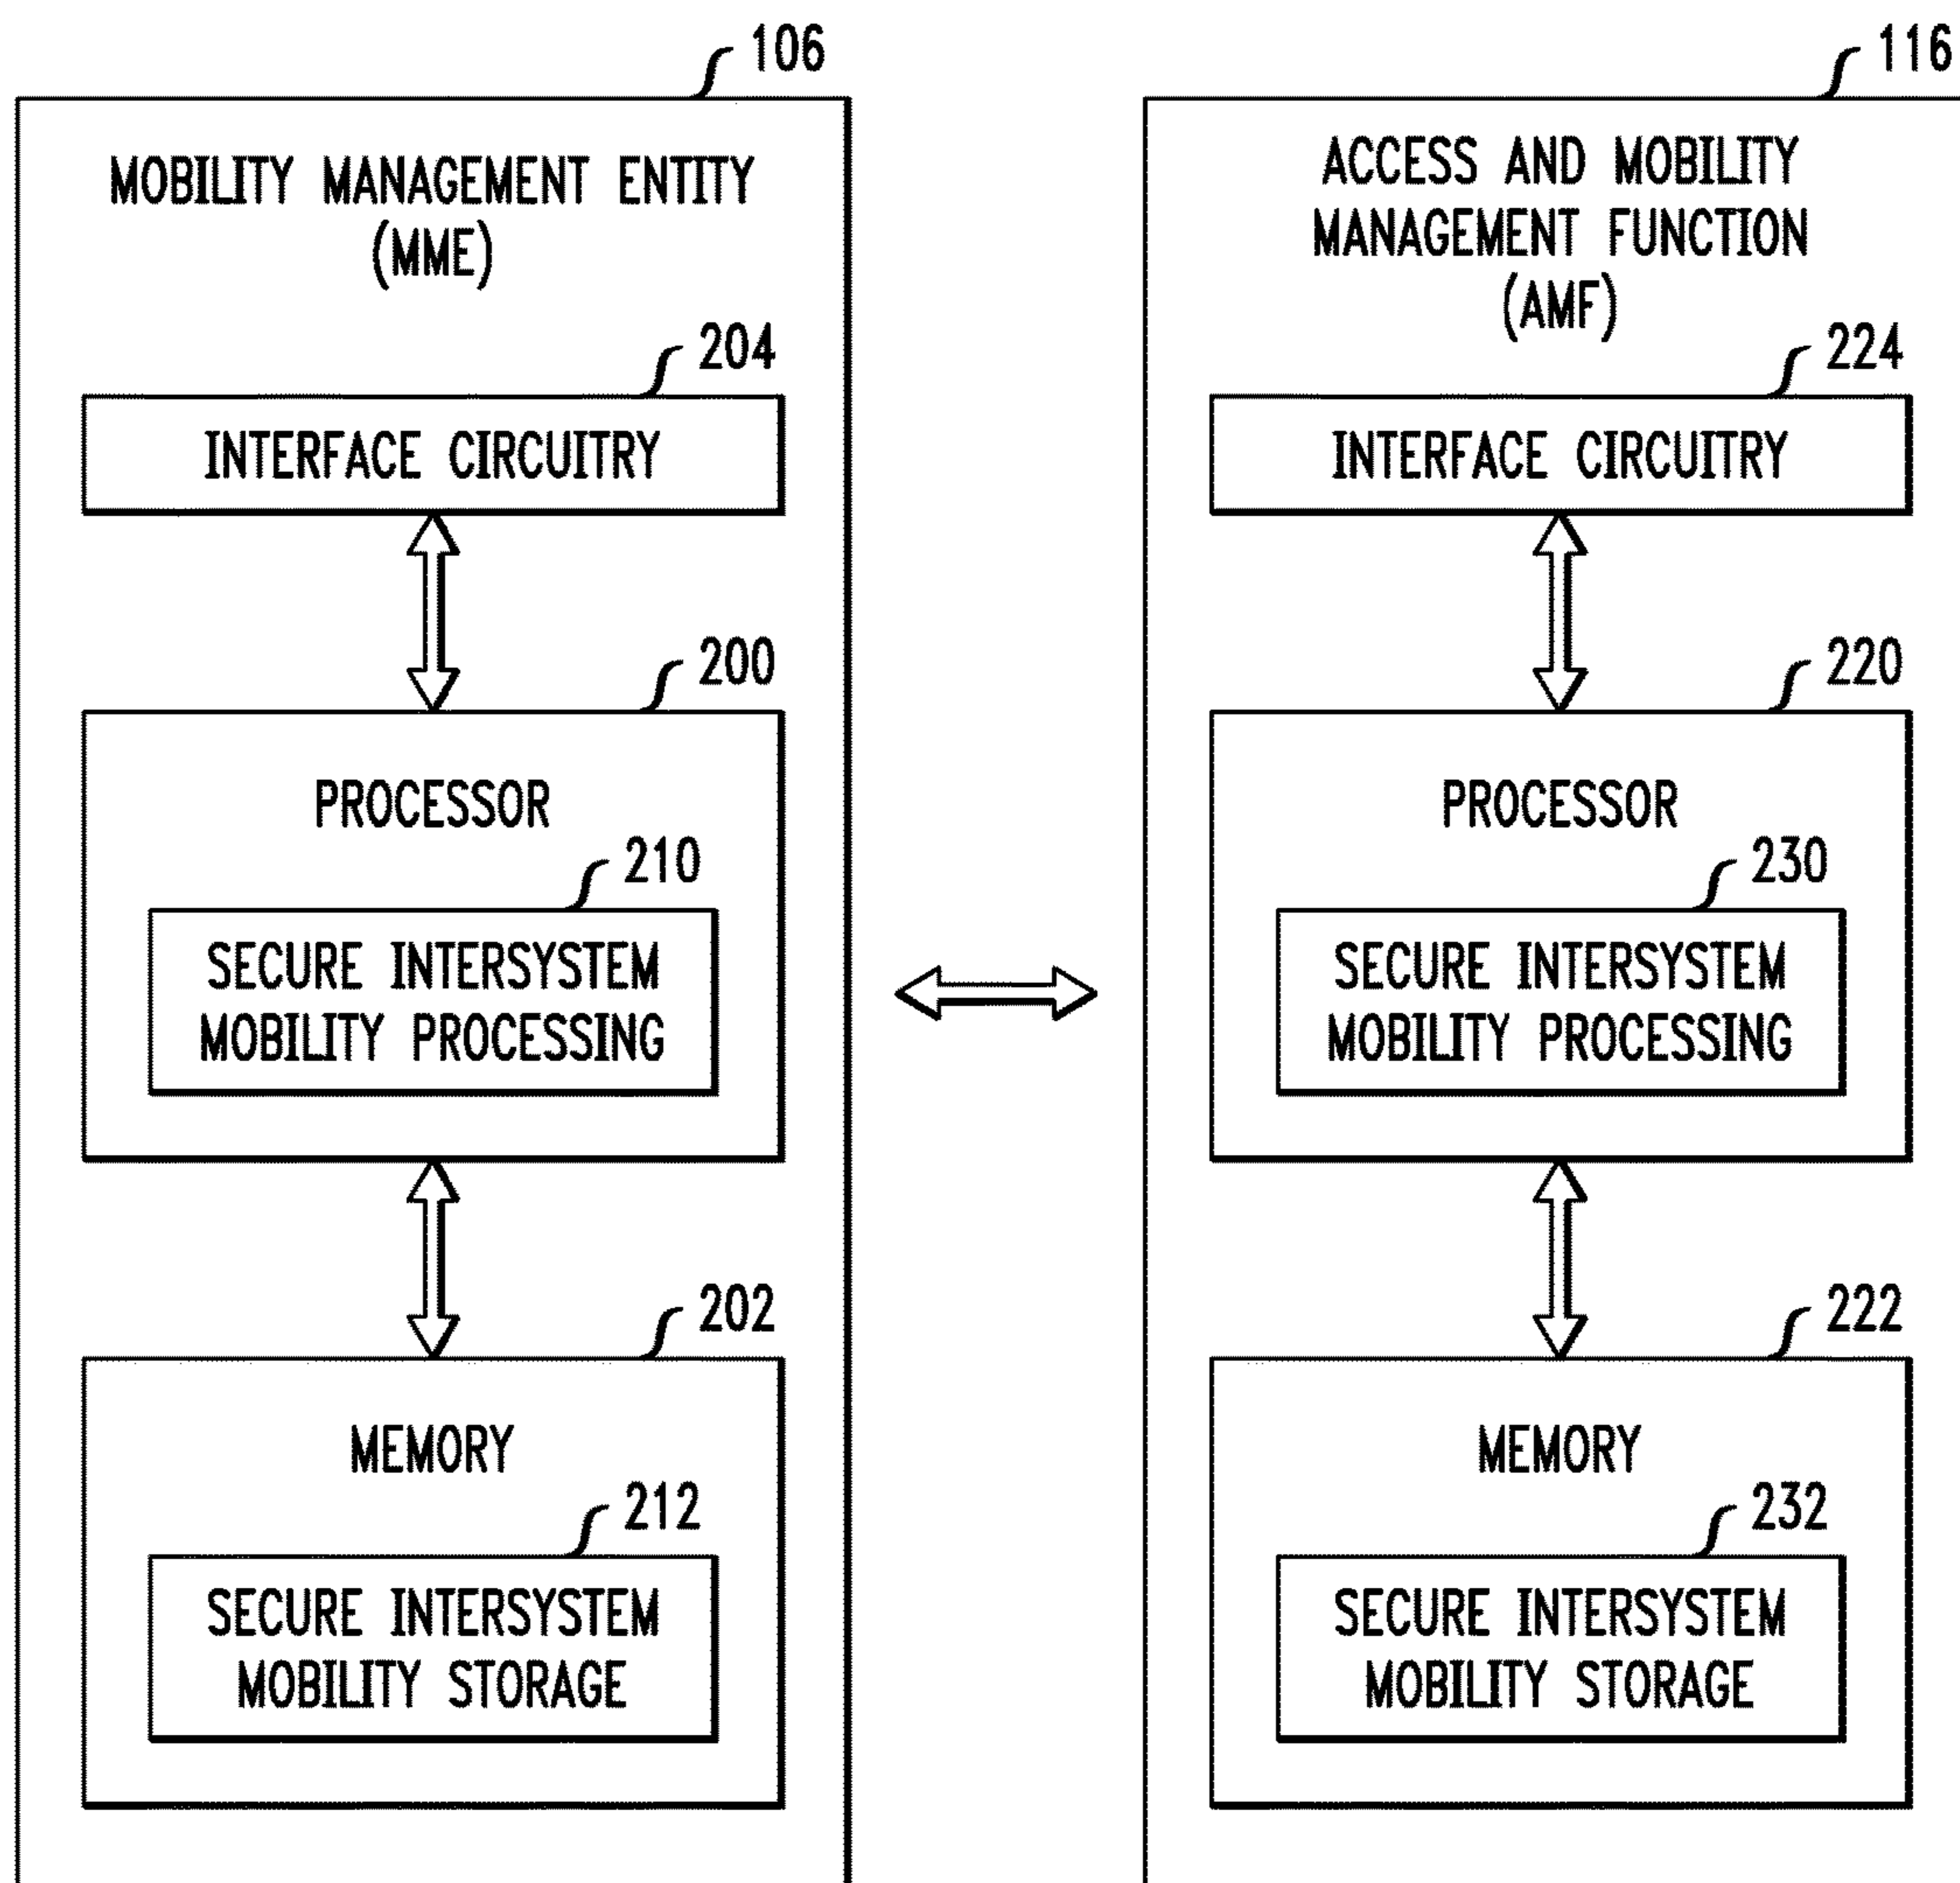 106
MOBILITY MANAGEMENT ENTITY
(MME)
204
INTERFACE CIRCUITRY
200
PROCESSOR
210
SECURE INTERSYSTEM
MOBILITY PROCESSING
202
MEMORY
212
SECURE INTERSYSTEM
MOBILITY STORAGE
116
ACCESS AND MOBILITY
MANAGEMENT FUNCTION
(AMF)
224
INTERFACE CIRCUITRY
220
PROCESSOR
230
SECURE INTERSYSTEM
MOBILITY PROCESSING
222
MEMORY
232
SECURE INTERSYSTEM
MOBILITY STORAGE